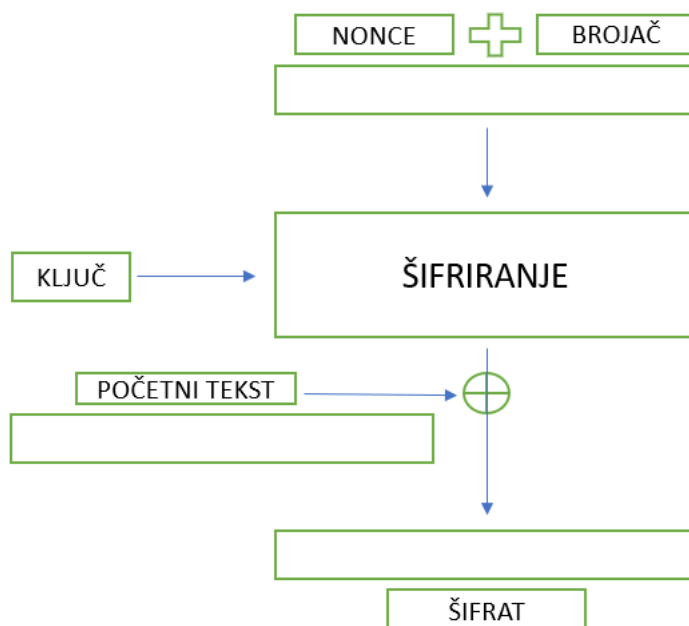 NONCE
BROJAČ
KLJUČ
ŠIFRIRANJE
POČETNI TEKST
ŠIFRAT